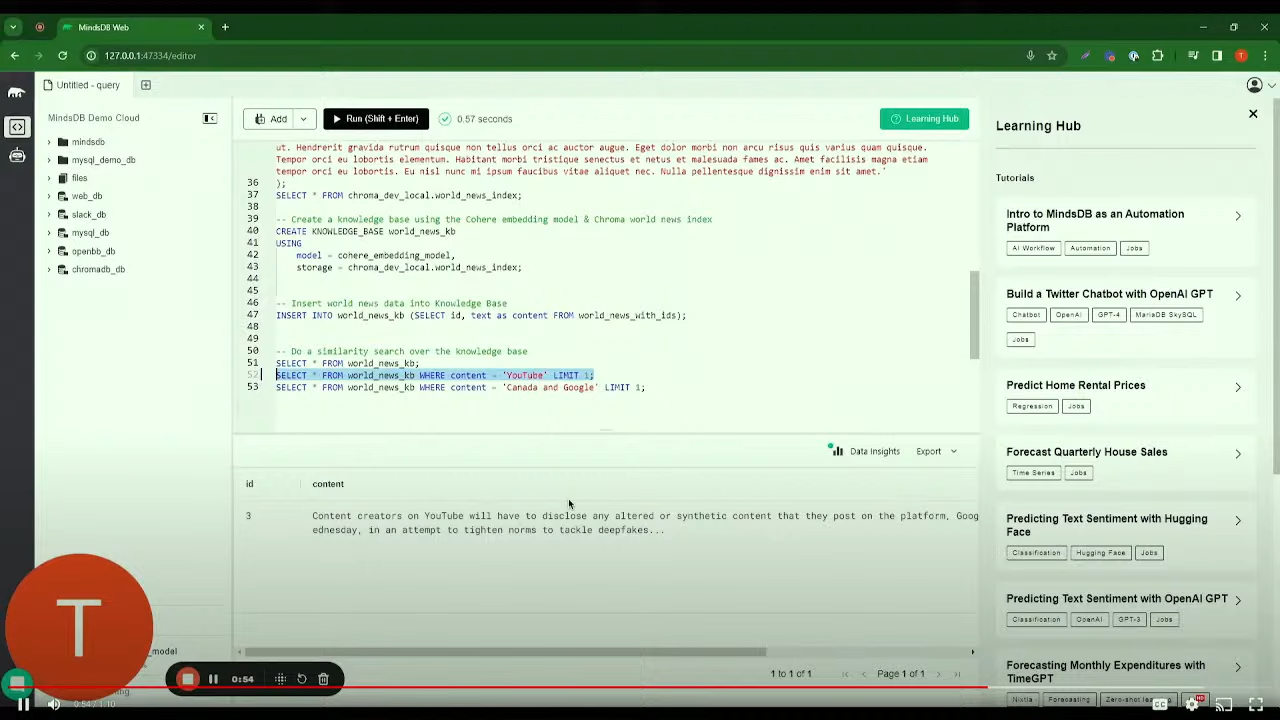 MindsDB Web
127.0.0.1:47334/editor
Untitled - query
MindsDB Demo Cloud
mindsdb
mysql_demo_db
files
web_db
slack_db
mysql_db
openbb_db
chromadb_db
Add
Run (Shift + Enter)
0.57 seconds
Learning Hub
ut. Hendrerit gravida rutrum quisque non tellus orci ac auctor augue. Eget dolor morbi non arcu risus quis varius quam quisque.
Tempor orci eu lobortis elementum. Habitant morbi tristique senectus et netus et malesuada fames ac. Amet facilisis magna etiam
tempor orci eu lobortis. Eu nisl nunc mi ipsum faucibus vitae aliquet nec. Nulla pellentesque dignissim enim sit amet.'
36 );
37 SELECT * FROM chroma_dev_local.world_news_index;
38
39 -- Create a knowledge base using the Cohere embedding model & Chroma world news index
40 CREATE KNOWLEDGE_BASE world_news_kb
41 USING
42 model = cohere_embedding_model,
43 storage = chroma_dev_local.world_news_index;
44
45
46 -- Insert world news data into Knowledge Base
47 INSERT INTO world_news_kb (SELECT id, text as content FROM world_news_with_ids);
48
49
50 -- Do a similarity search over the knowledge base
51 SELECT * FROM world_news_kb;
52 SELECT * FROM world_news_kb WHERE content = 'YouTube' LIMIT 1;
53 SELECT * FROM world_news_kb WHERE content = 'Canada and Google' LIMIT 1;
Data Insights
Export
id content
3 Content creators on YouTube will have to disclose any altered or synthetic content that they post on the platform, Goog
ednesday, in an attempt to tighten norms to tackle deepfakes...
1 to 1 of 1
Page 1 of 1
Learning Hub
Tutorials
Intro to MindsDB as an Automation
Platform
AI Workflow Automation Jobs
Build a Twitter Chatbot with OpenAI GPT
Chatbot OpenAI GPT-4 MariaDB SkySQL
Jobs
Predict Home Rental Prices
Regression Jobs
Forecast Quarterly House Sales
Time Series Jobs
Predicting Text Sentiment with Hugging
Face
Classification Hugging Face Jobs
Predicting Text Sentiment with OpenAI GPT
Classification OpenAI GPT-3 Jobs
Forecasting Monthly Expenditures with
TimeGPT
Nixtla Forecasting Zero-shot
T
_model
0:54
0:54 / 1:10
CC
HD
T